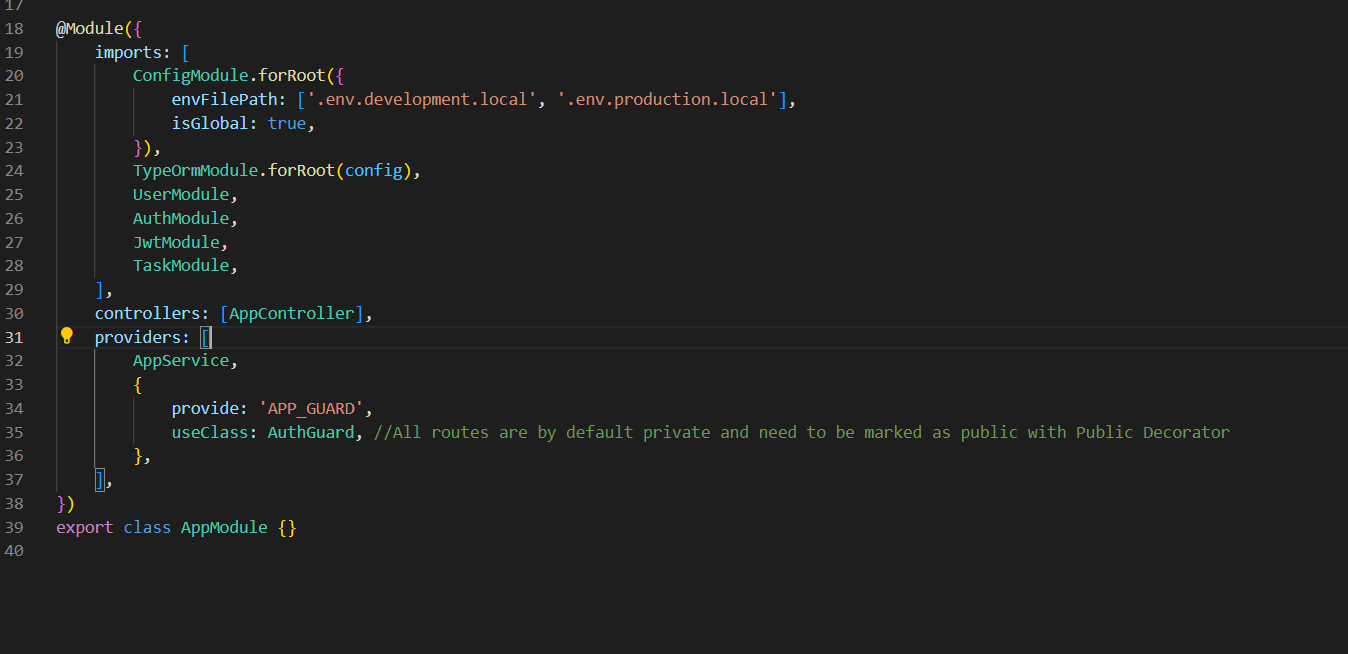 17
18 @Module({
19     imports: [
20         ConfigModule.forRoot({
21             envFilePath: ['.env.development.local', '.env.production.local'],
22             isGlobal: true,
23         }),
24         TypeOrmModule.forRoot(config),
25         UserModule,
26         AuthModule,
27         JwtModule,
28         TaskModule,
29     ],
30     controllers: [AppController],
31     providers: [
32         AppService,
33         {
34             provide: 'APP_GUARD',
35             useClass: AuthGuard, //All routes are by default private and need to be marked as public with Public Decorator
36         },
37     ],
38 })
39 export class AppModule {}
40